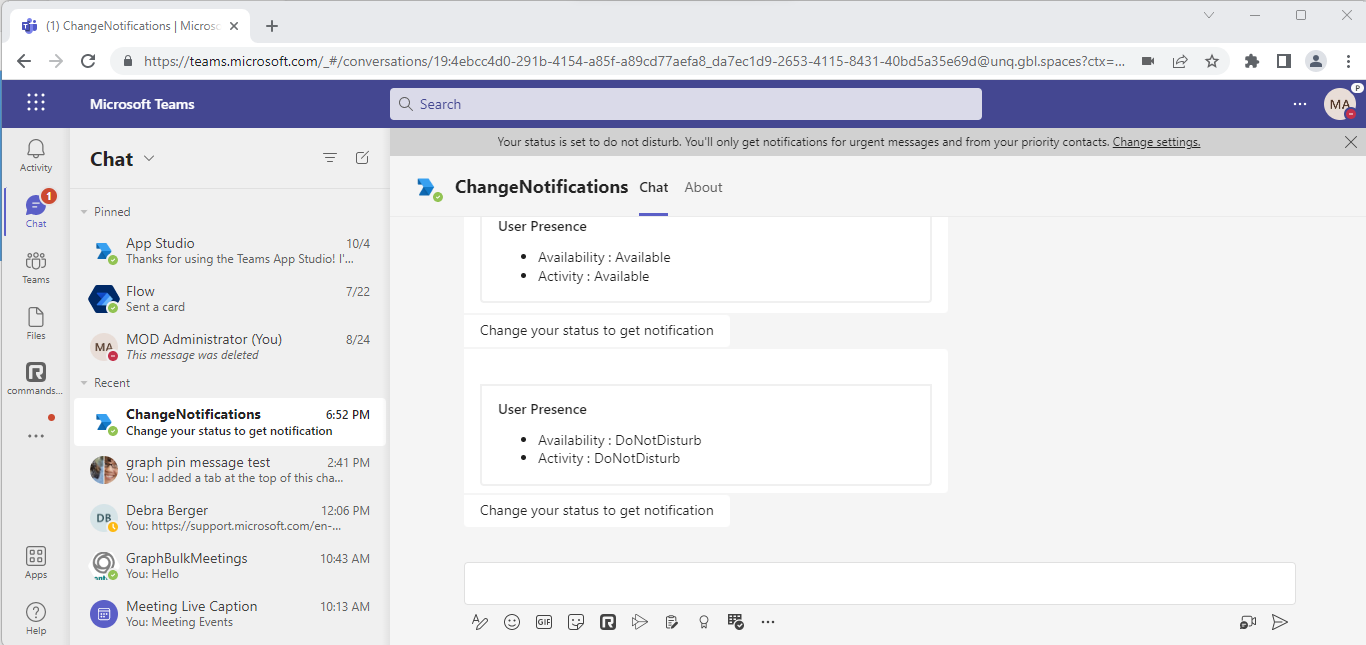 (1) ChangeNotifications | Microso
https://teams.microsoft.com/_#/conversations/19:4ebcc4d0-291b-4154-a85f-a89cd77aefa8_da7ec1d9-2653-4115-8431-40bd5a35e69d@unq.gbl.spaces?ctx=...
Microsoft Teams
Search
P
MA
Your status is set to do not disturb. You'll only get notifications for urgent messages and from your priority contacts. Change settings.
Activity
1
Chat
Teams
Files
commands...
Apps
Help
Chat
Pinned
App Studio 10/4
Thanks for using the Teams App Studio! I'...
Flow 7/22
Sent a card
MA
MOD Administrator (You) 8/24
This message was deleted
Recent
ChangeNotifications 6:52 PM
Change your status to get notification
graph pin message test 2:41 PM
You: I added a tab at the top of this cha...
DB
Debra Berger 12:06 PM
You: https://support.microsoft.com/en-...
GraphBulkMeetings 10:43 AM
You: Hello
Meeting Live Caption 10:13 AM
You: Meeting Events
ChangeNotifications Chat About
User Presence
• Availability : Available
• Activity : Available
Change your status to get notification
User Presence
• Availability : DoNotDisturb
• Activity : DoNotDisturb
Change your status to get notification
GIF